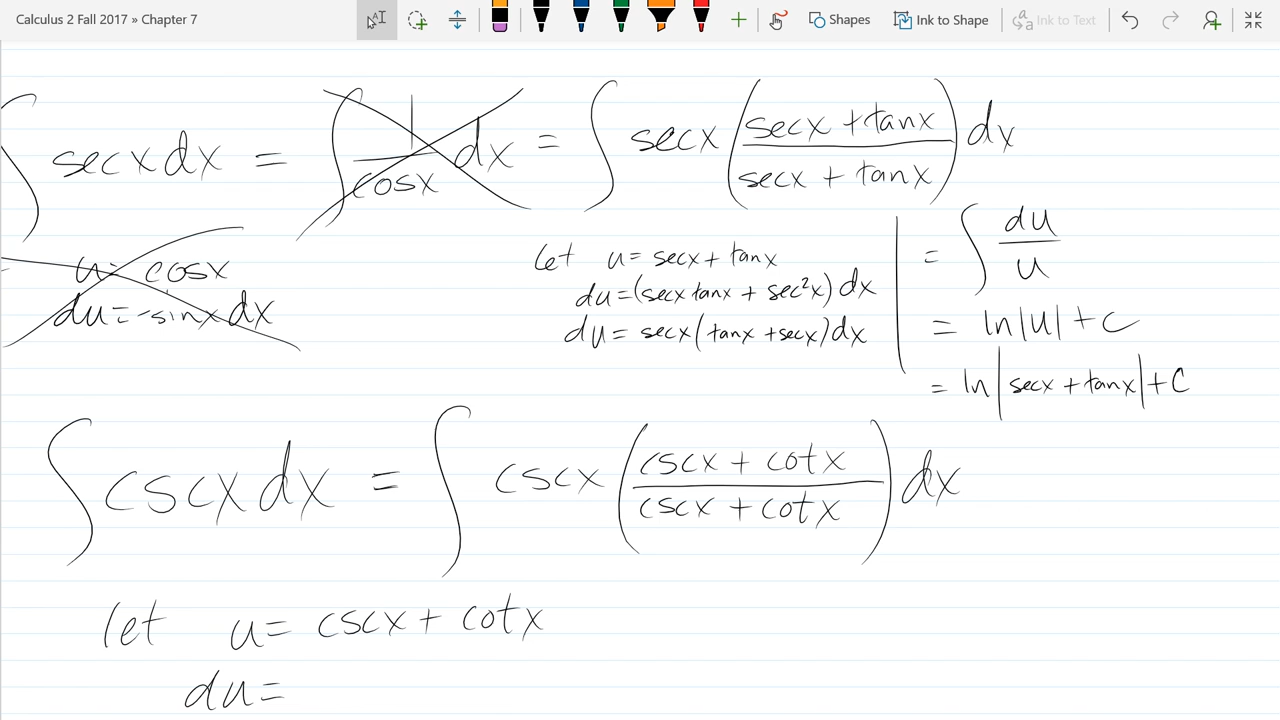 Calculus 2 Fall 2017 » Chapter 7
Shapes
Ink to Shape
Ink to Text
∫ secx dx = ∫ 1/cosx dx = ∫ secx (secx + tanx / secx + tanx) dx
u = cosx
du = -sinx dx
let u = secx + tanx
du = (secx tanx + sec²x) dx
du = secx (tanx + secx) dx
= ∫ du/u
= ln|u| + C
= ln|secx + tanx| + C
∫ cscx dx = ∫ cscx (cscx + cotx / cscx + cotx) dx
let u = cscx + cotx
du =